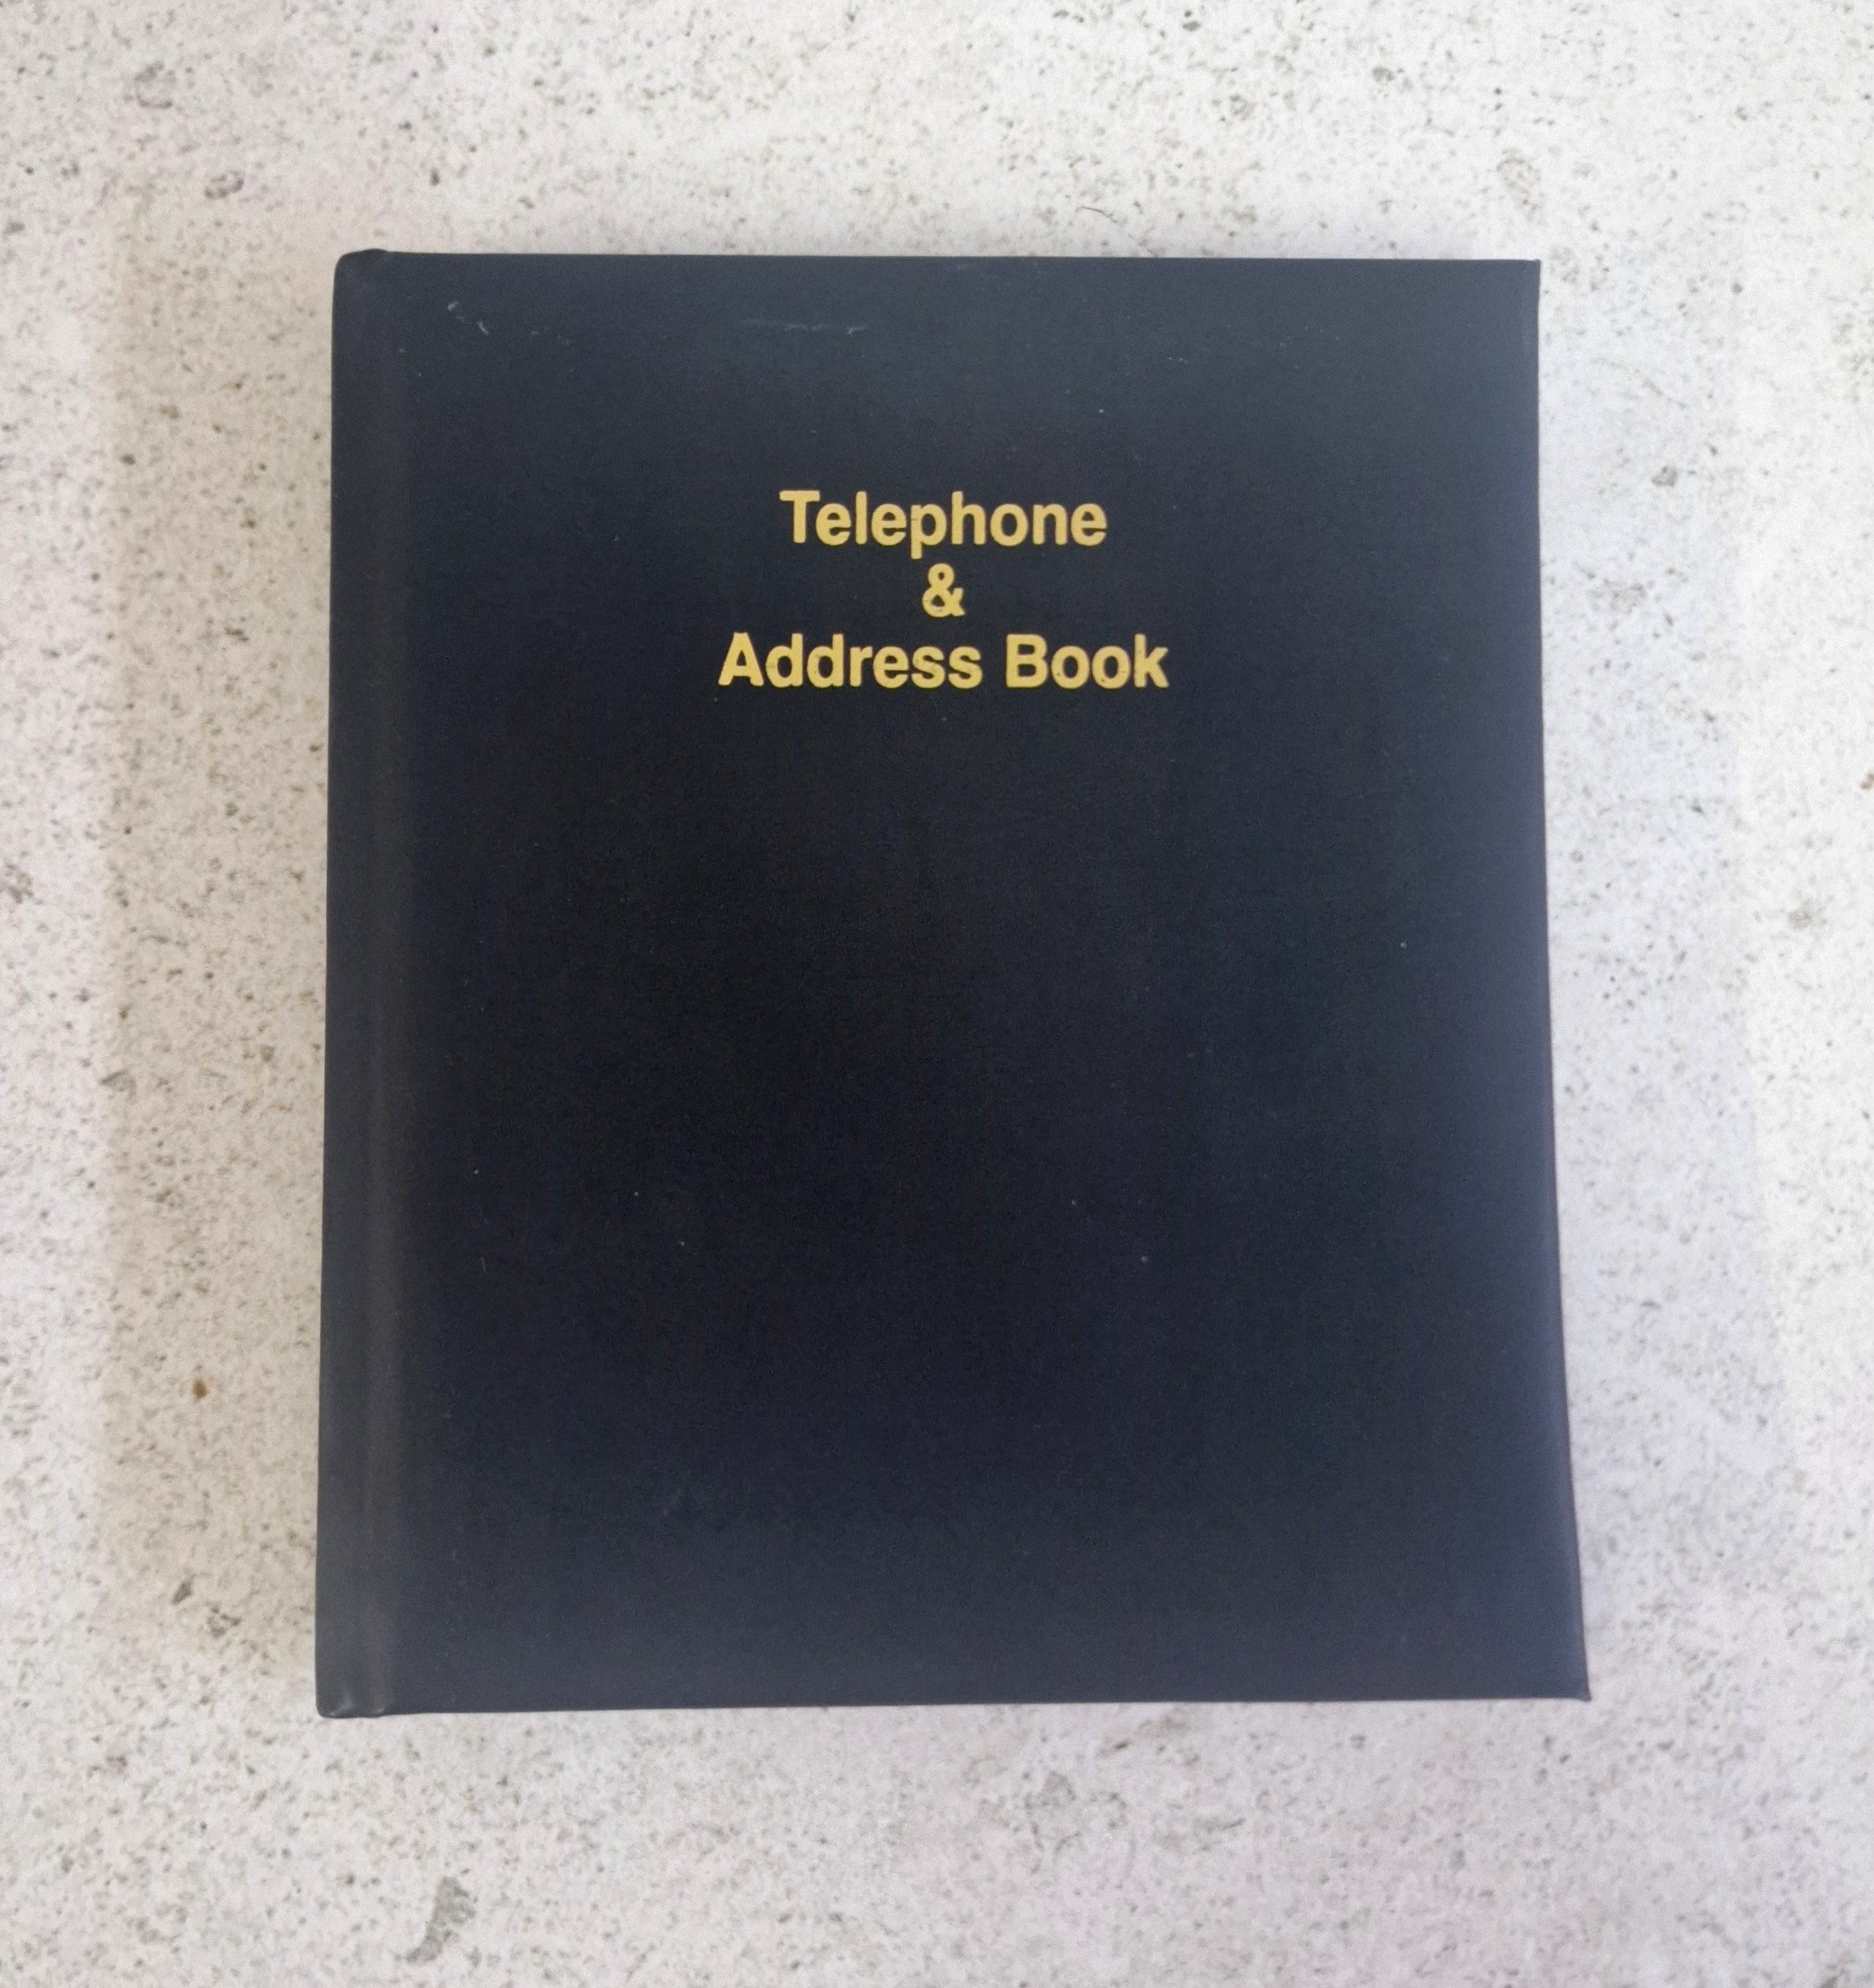 Telephone
&
Address Book